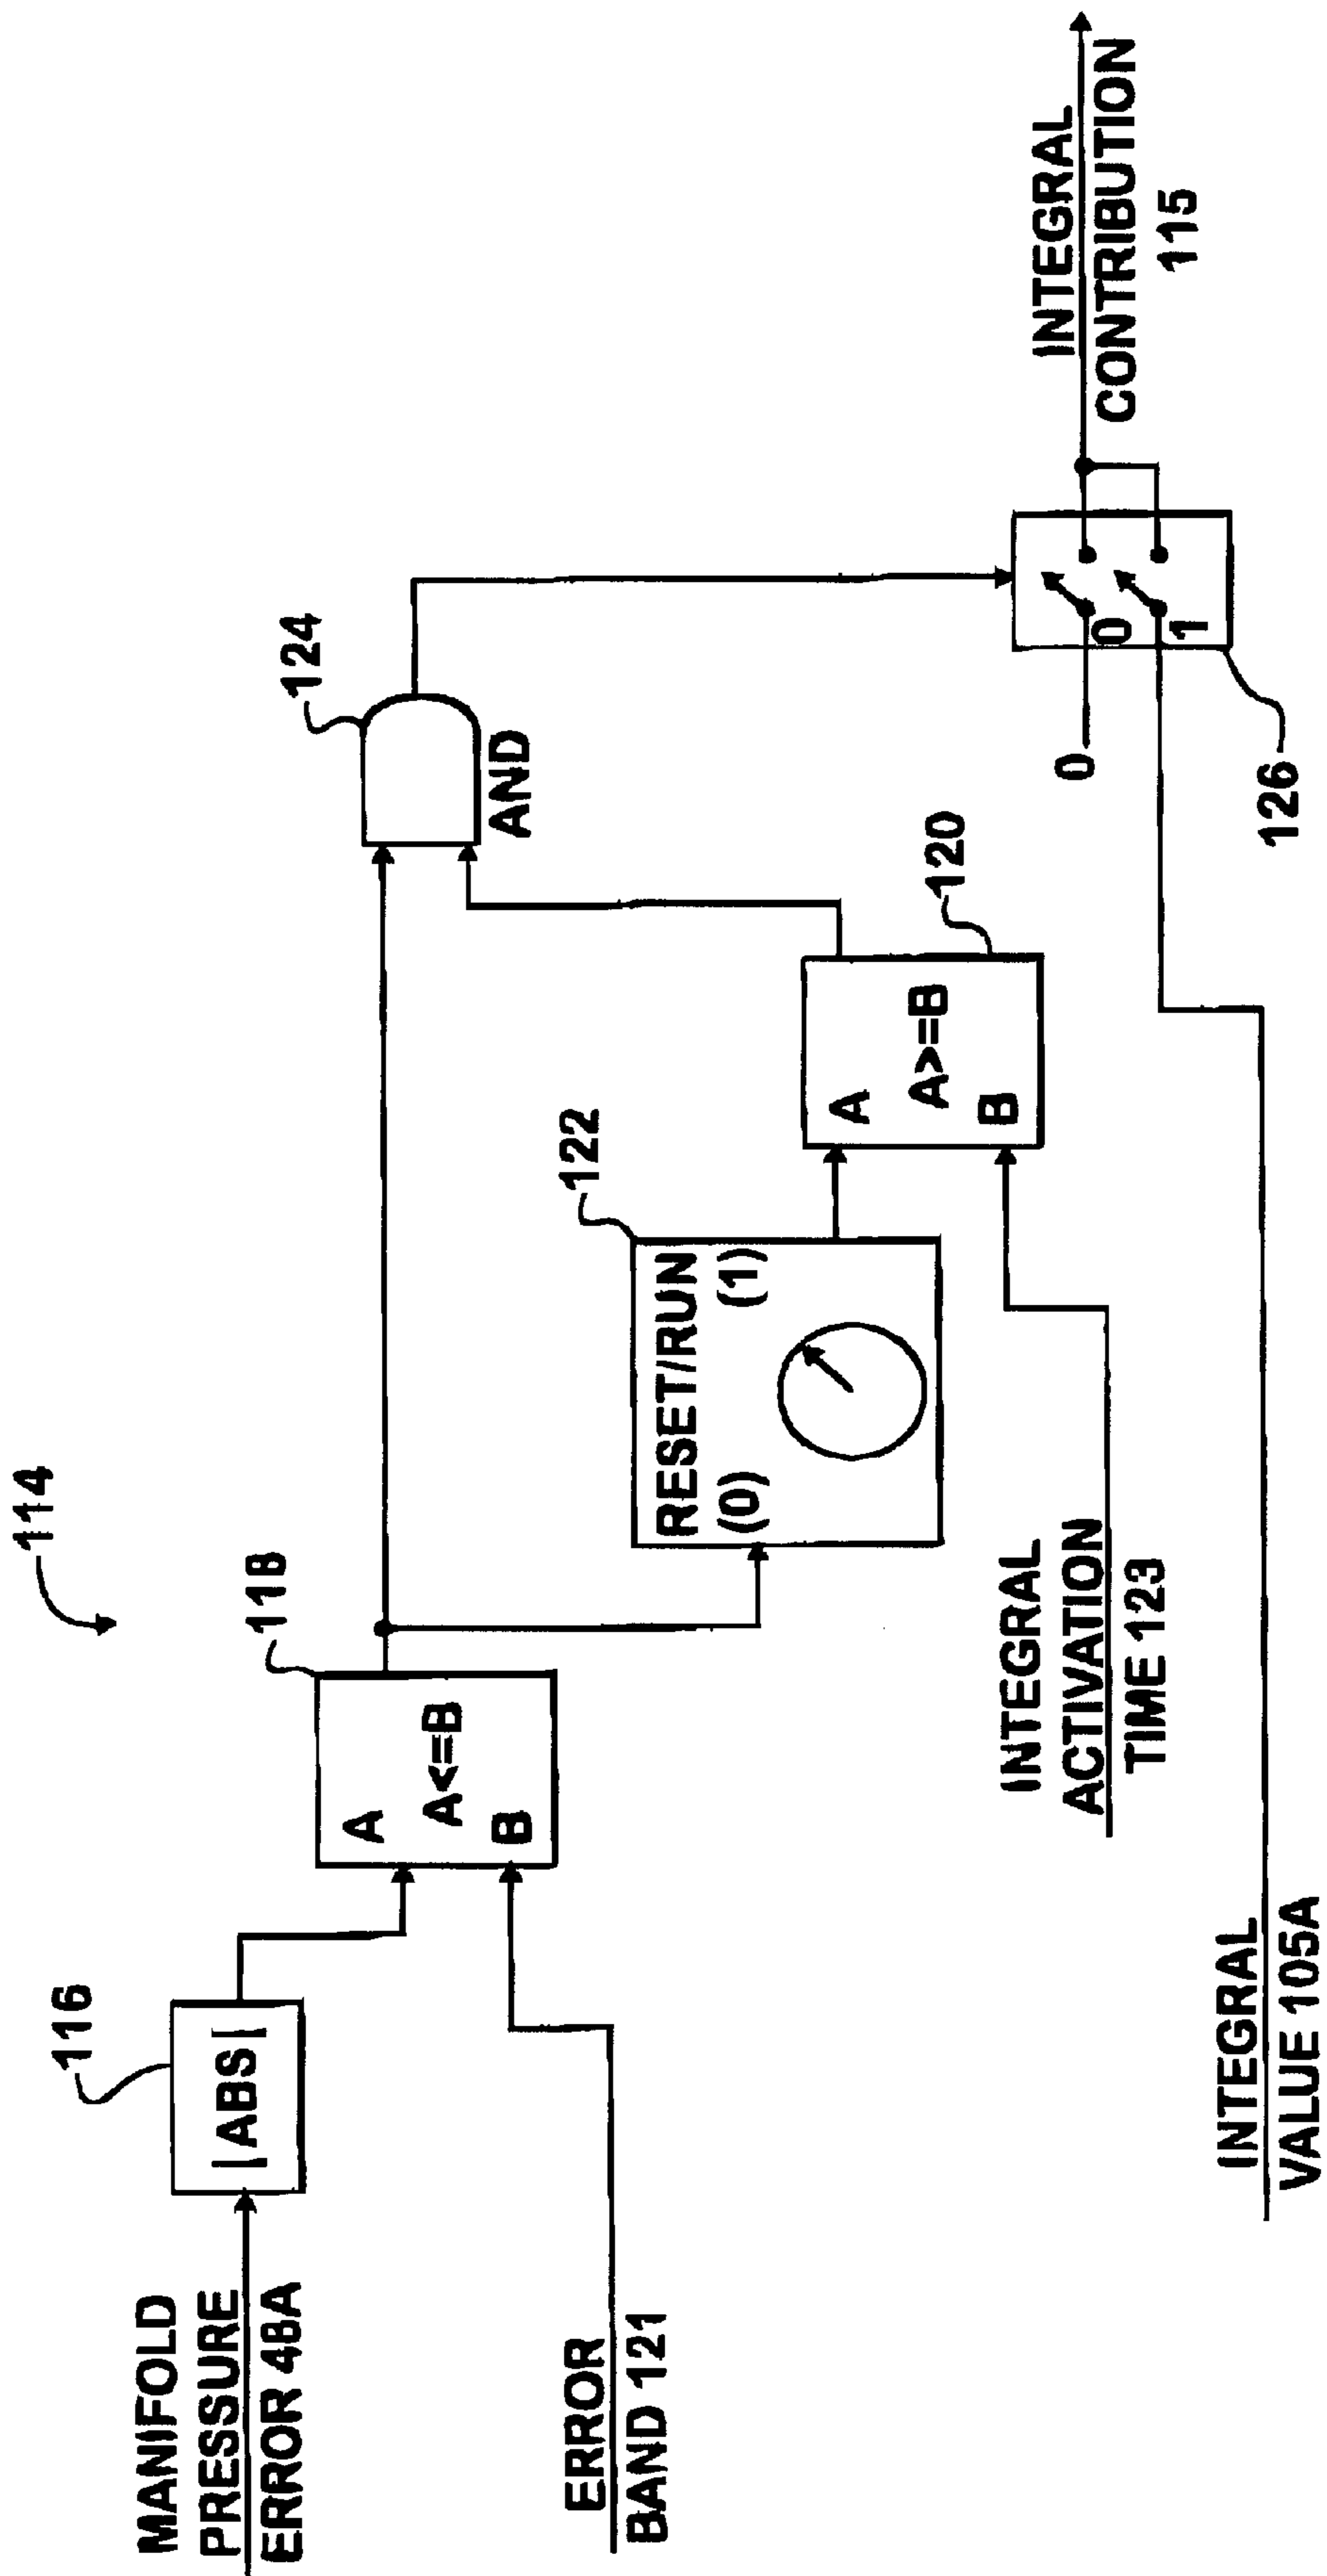 114
116
|ABS|
MANIFOLD
PRESSURE
ERROR 48A
118
A
A<=B
B
ERROR
BAND 121
122
RESET/RUN
(0) (1)
124
AND
120
A
A>=B
B
INTEGRAL
ACTIVATION
TIME 123
INTEGRAL
VALUE 105A
0
0
1
126
INTEGRAL
CONTRIBUTION
115